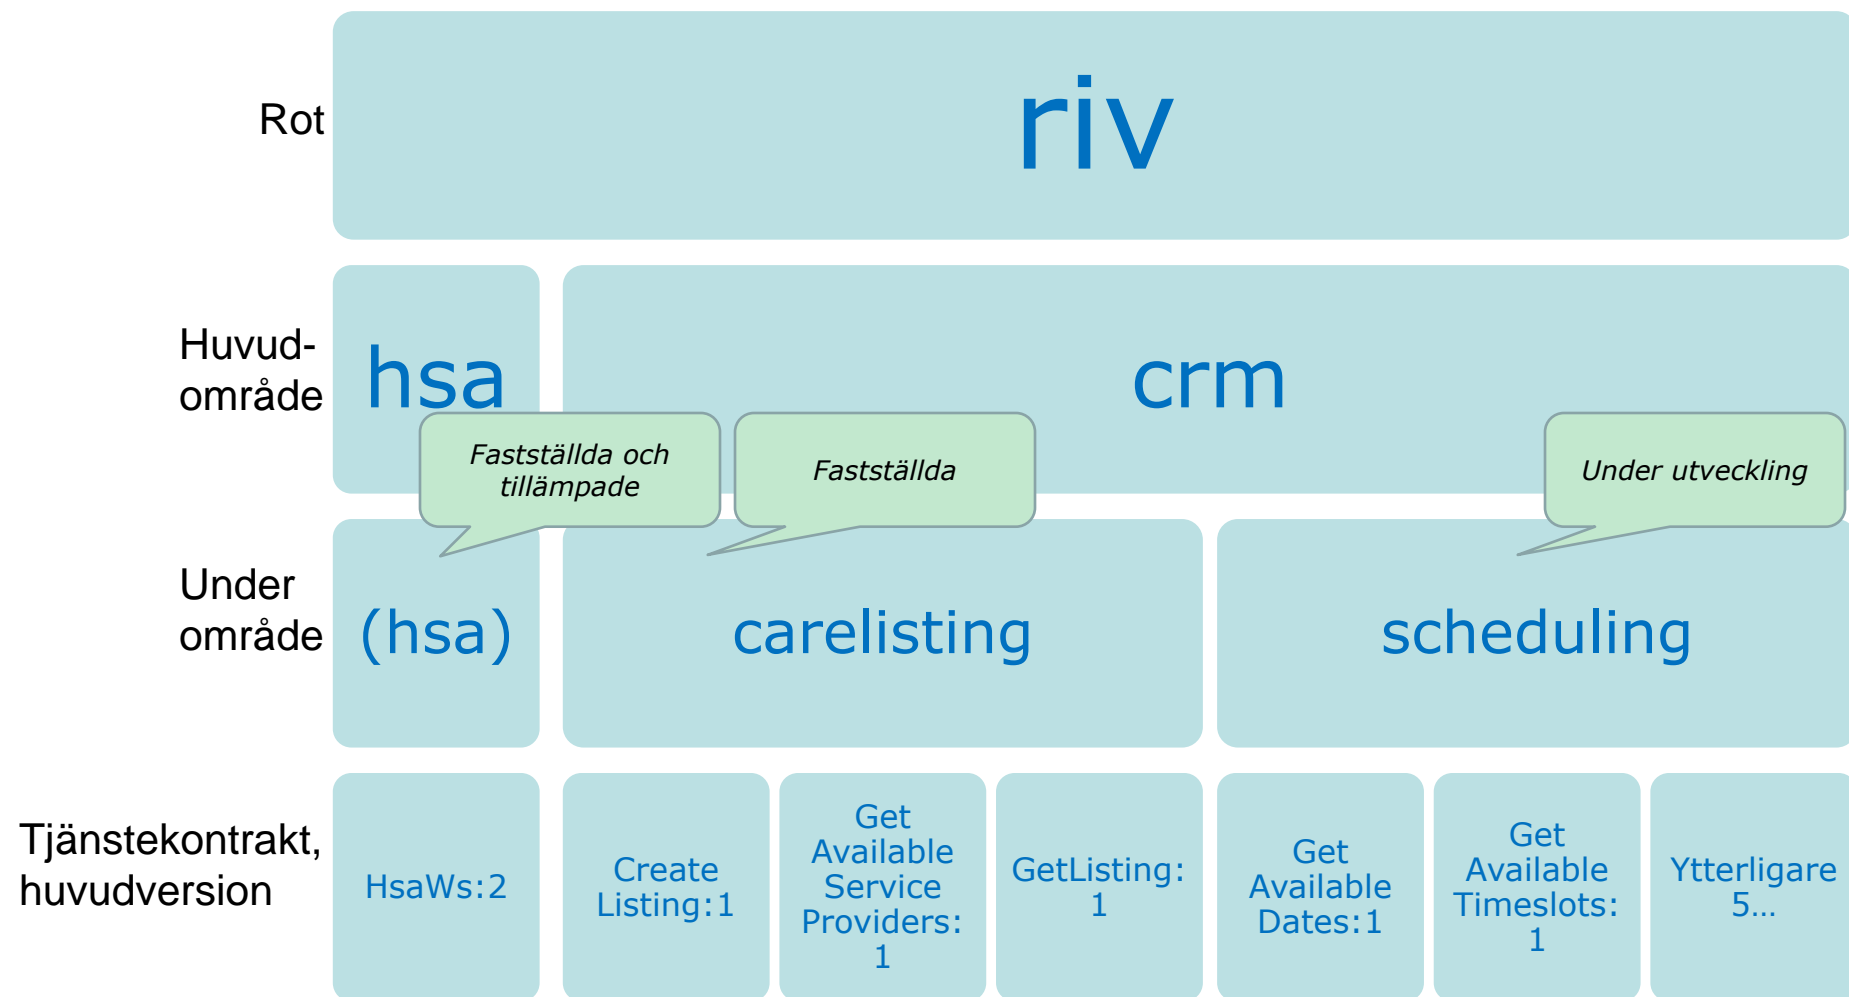 Rot
riv
Huvud-
område
hsa
crm
Fastställda och
tillämpade
Fastställda
Under utveckling
Under
område
(hsa)
carelisting
scheduling
Tjänstekontrakt,
huvudversion
HsaWs:2
Create
Listing:1
Get
Available
Service
Providers:
1
GetListing:
1
Get
Available
Dates:1
Get
Available
Timeslots:
1
Ytterligare
5...